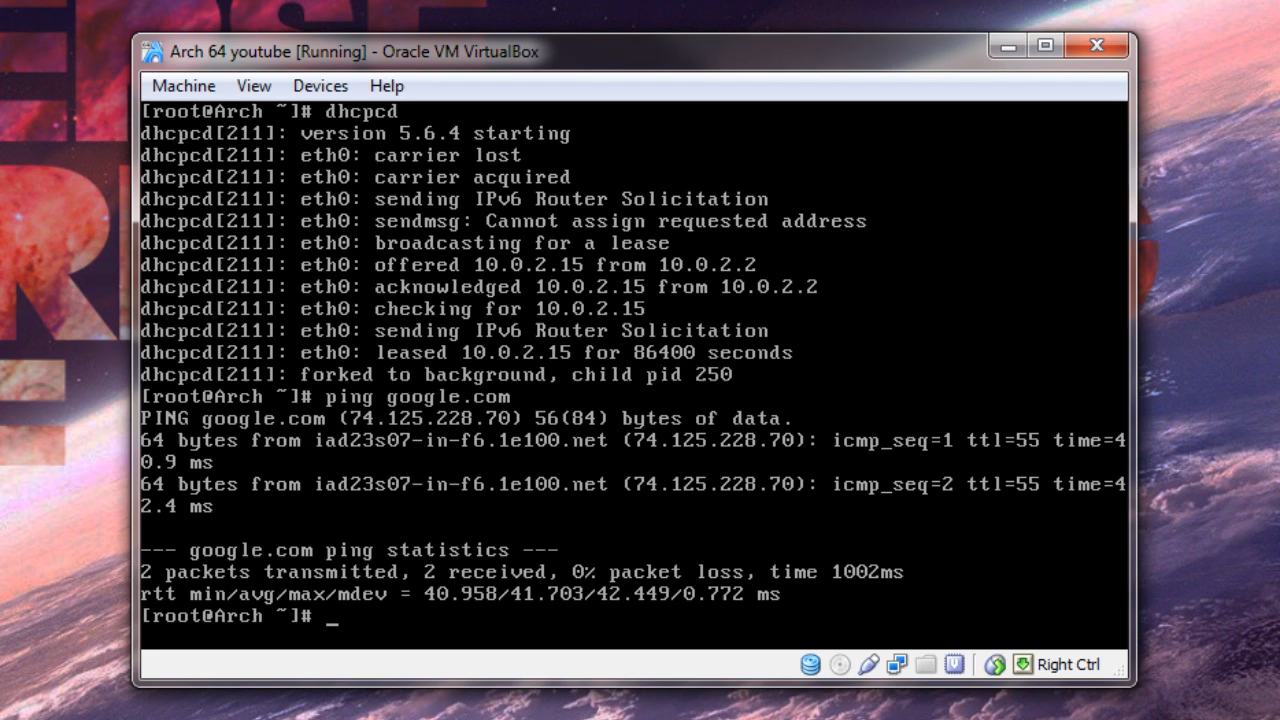 Arch 64 youtube [Running] - Oracle VM VirtualBox
Machine View Devices Help
[root@Arch ~]# dhcpcd
dhcpcd[211]: version 5.6.4 starting
dhcpcd[211]: eth0: carrier lost
dhcpcd[211]: eth0: carrier acquired
dhcpcd[211]: eth0: sending IPv6 Router Solicitation
dhcpcd[211]: eth0: sendmsg: Cannot assign requested address
dhcpcd[211]: eth0: broadcasting for a lease
dhcpcd[211]: eth0: offered 10.0.2.15 from 10.0.2.2
dhcpcd[211]: eth0: acknowledged 10.0.2.15 from 10.0.2.2
dhcpcd[211]: eth0: checking for 10.0.2.15
dhcpcd[211]: eth0: sending IPv6 Router Solicitation
dhcpcd[211]: eth0: leased 10.0.2.15 for 86400 seconds
dhcpcd[211]: forked to background, child pid 250
[root@Arch ~]# ping google.com
PING google.com (74.125.228.70) 56(84) bytes of data.
64 bytes from iad23s07-in-f6.1e100.net (74.125.228.70): icmp_seq=1 ttl=55 time=4
0.9 ms
64 bytes from iad23s07-in-f6.1e100.net (74.125.228.70): icmp_seq=2 ttl=55 time=4
2.4 ms
--- google.com ping statistics ---
2 packets transmitted, 2 received, 0% packet loss, time 1002ms
rtt min/avg/max/mdev = 40.958/41.703/42.449/0.772 ms
[root@Arch ~]# _
Right Ctrl